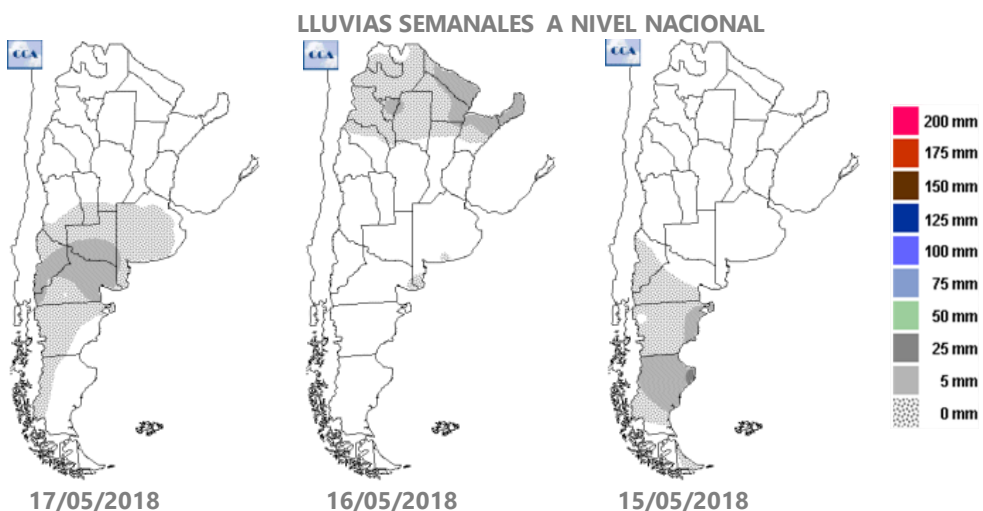 LLUVIAS SEMANALES A NIVEL NACIONAL
CCA
CCA
CCA
200 mm
175 mm
150 mm
125 mm
100 mm
75 mm
50 mm
25 mm
5 mm
0 mm
17/05/2018
16/05/2018
15/05/2018